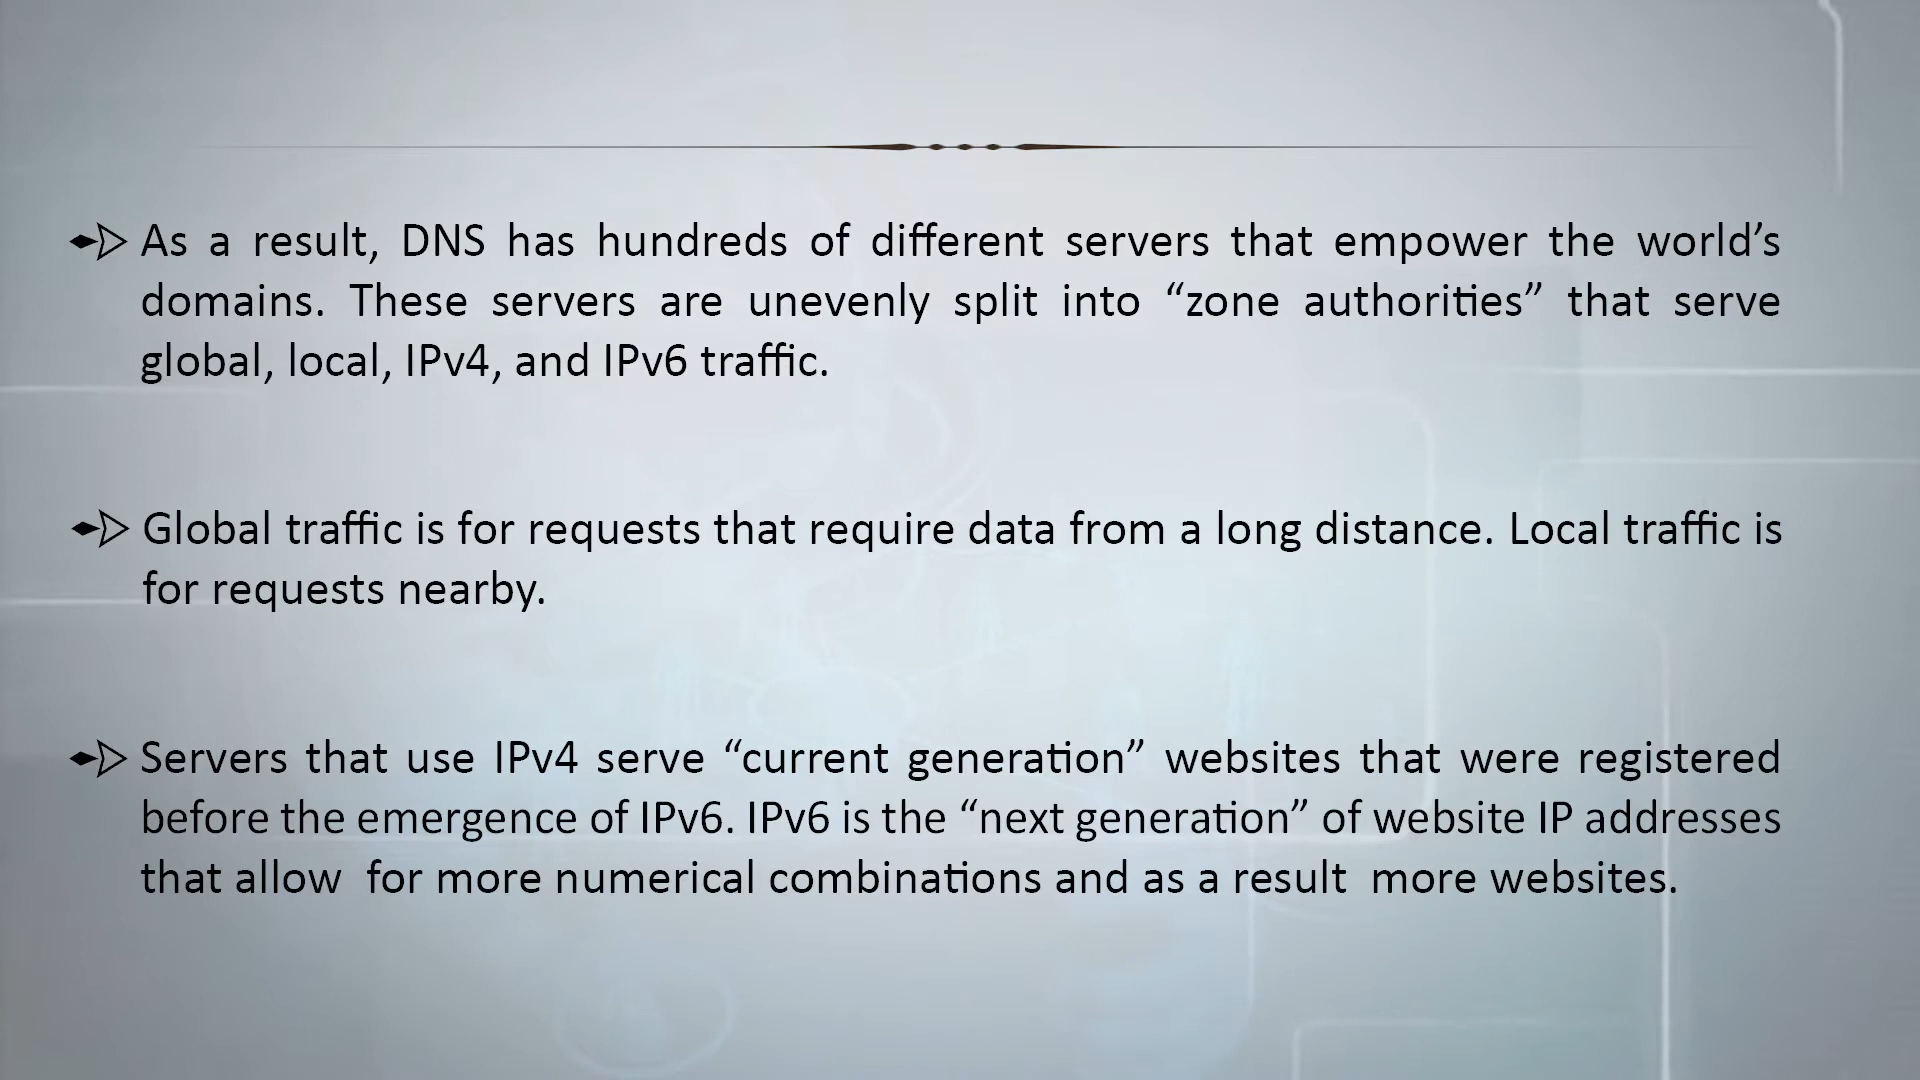 As a result, DNS has hundreds of different servers that empower the world’s
domains. These servers are unevenly split into “zone authorities” that serve
global, local, IPv4, and IPv6 traffic.
Global traffic is for requests that require data from a long distance. Local traffic is
for requests nearby.
Servers that use IPv4 serve “current generation” websites that were registered
before the emergence of IPv6. IPv6 is the “next generation” of website IP addresses
that allow  for more numerical combinations and as a result  more websites.